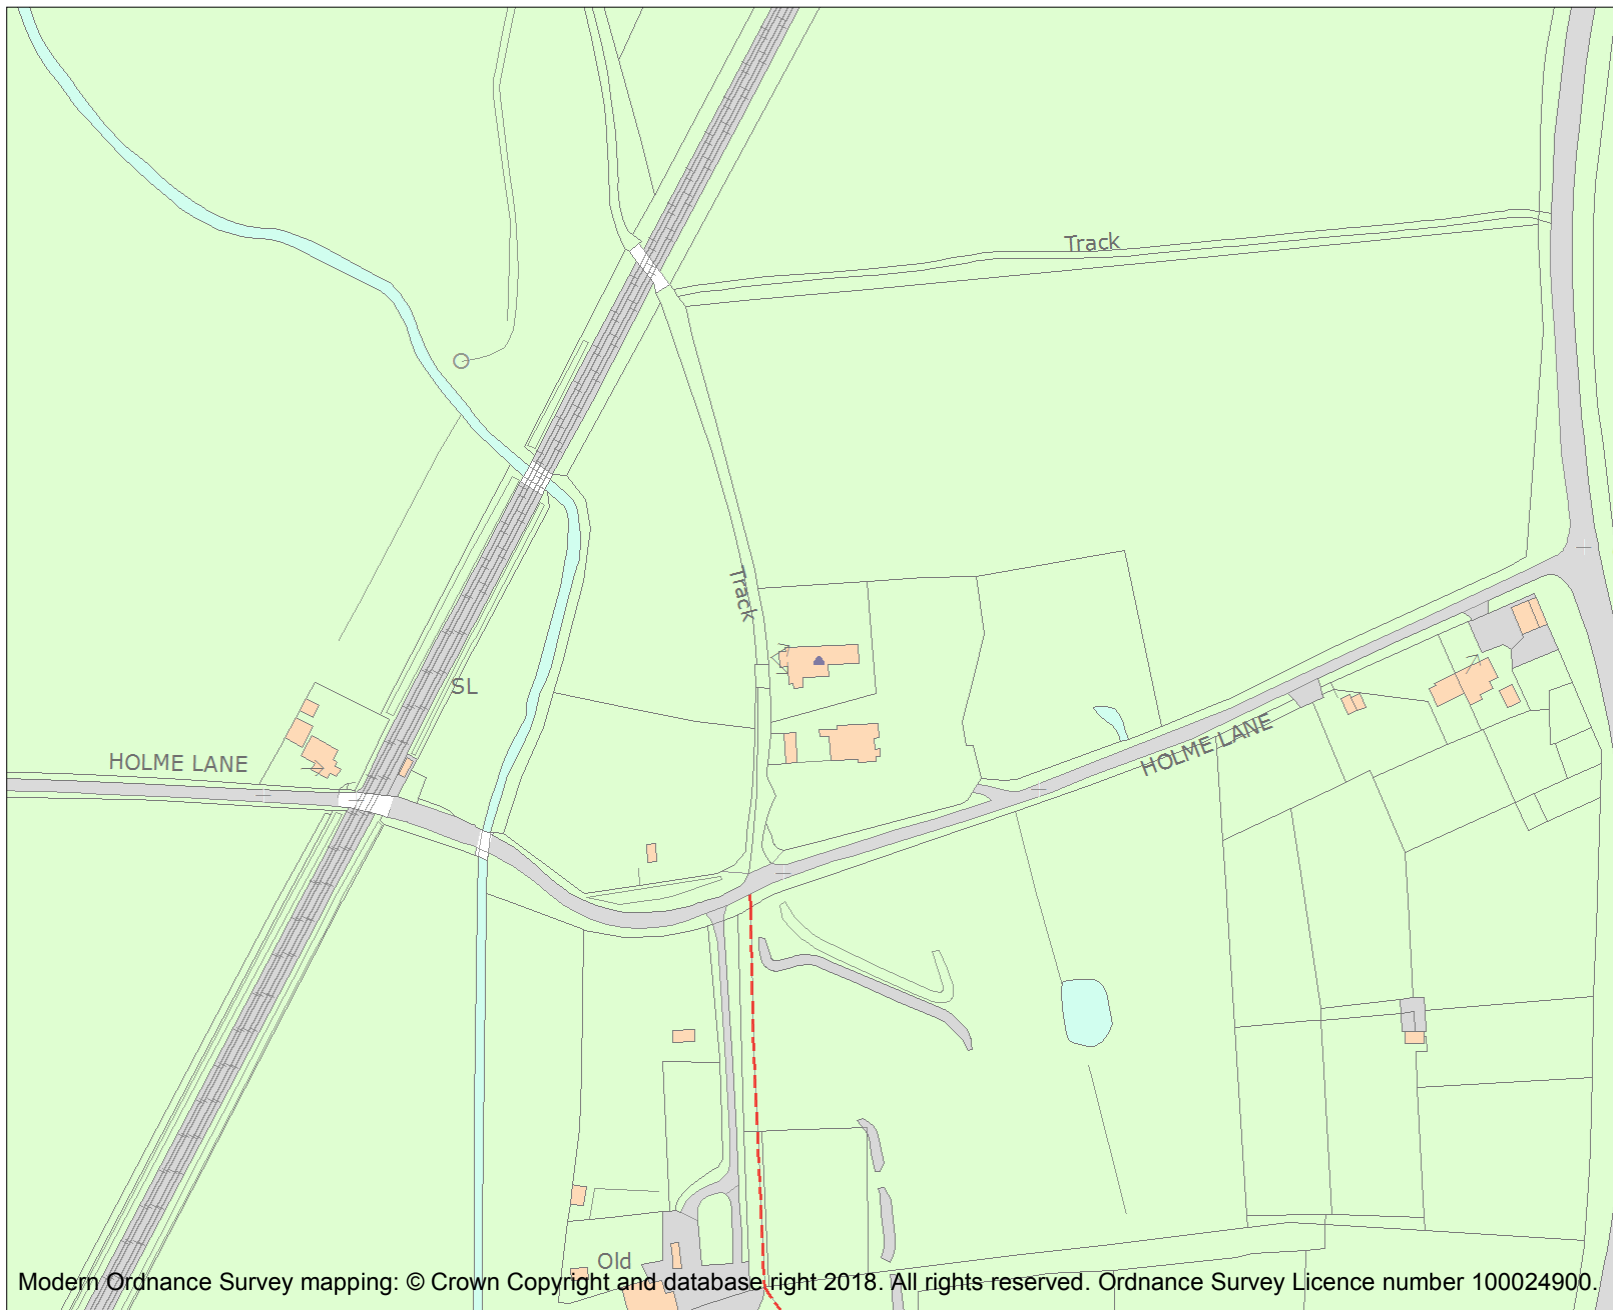 Track
Track
SL
HOLME LANE
HOLME LANE
Old
Modern Ordnance Survey mapping: © Crown Copyright and database right 2018. All rights reserved. Ordnance Survey Licence number 100024900.